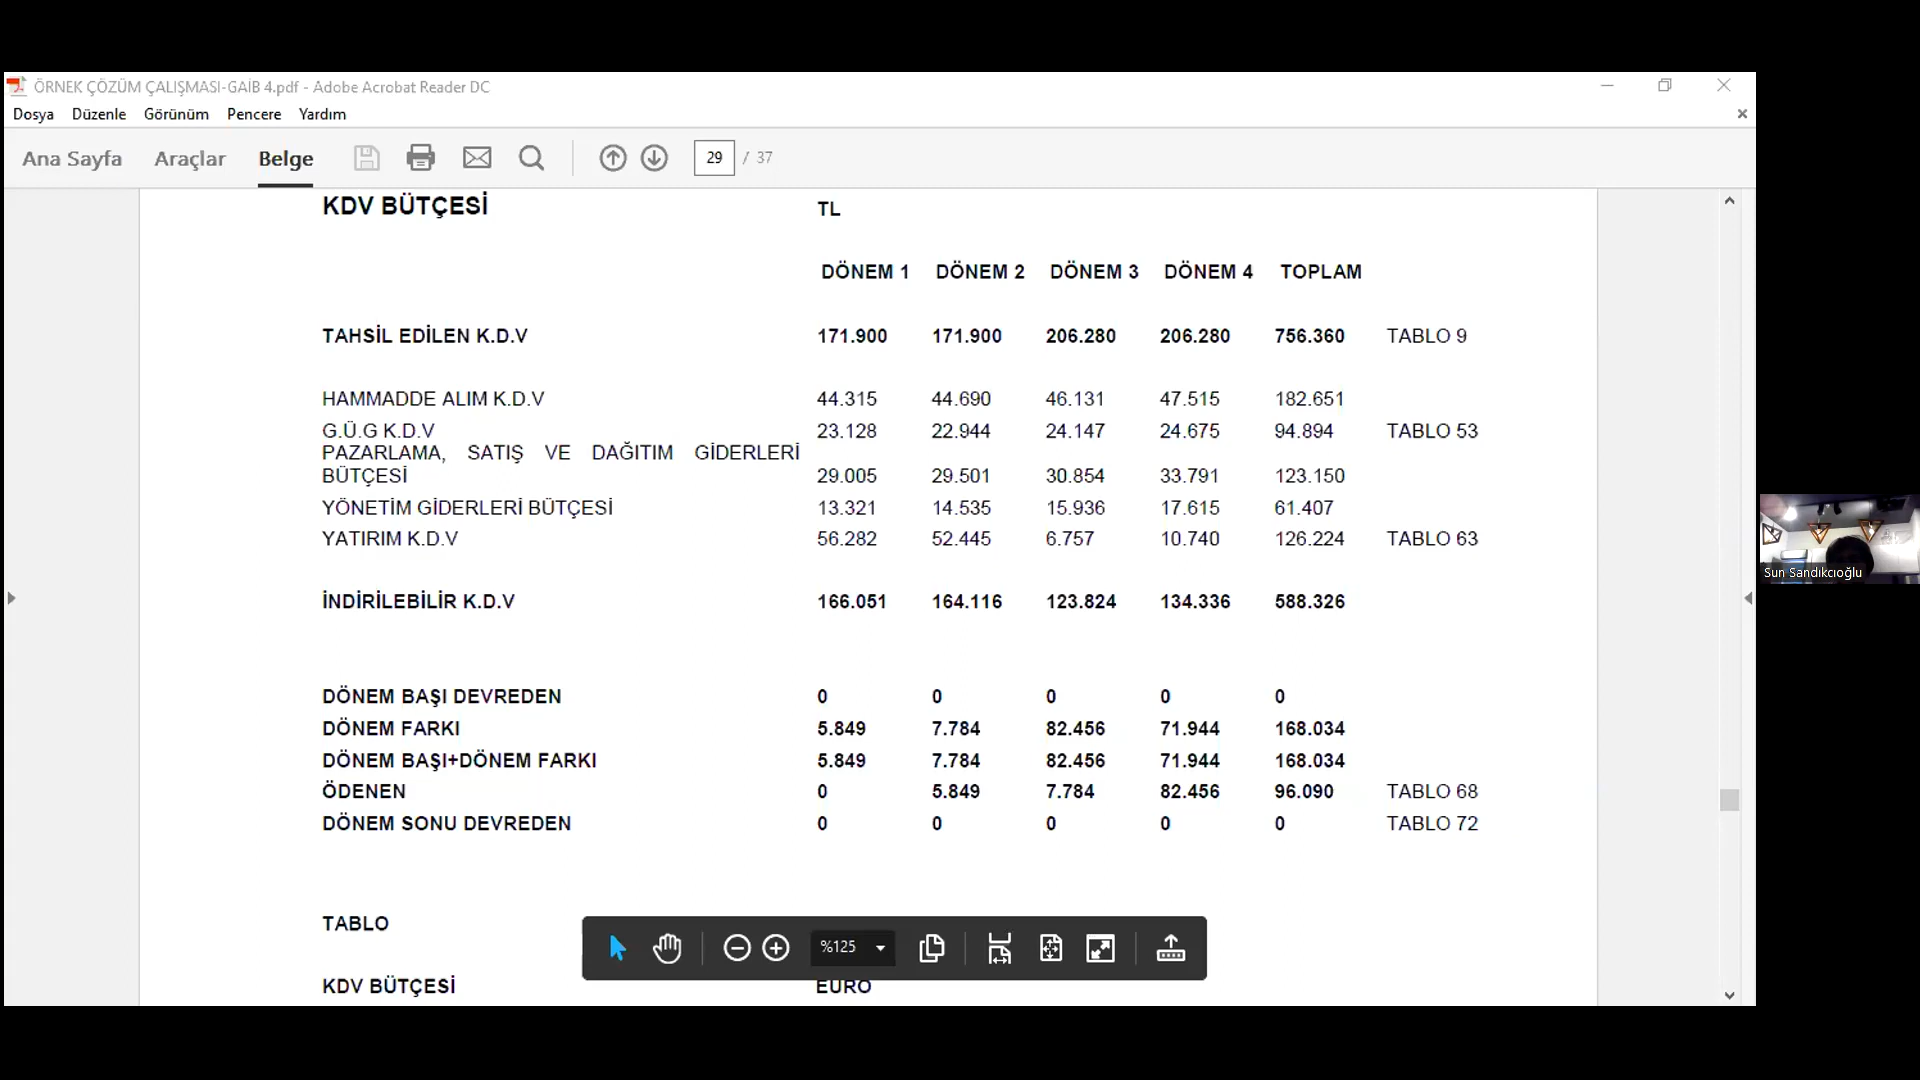 ÖRNEK ÇÖZÜM ÇALIŞMASI-GAİB 4.pdf - Adobe Acrobat Reader DC
Dosya Düzenle Görünüm Pencere Yardım
Ana Sayfa Araçlar Belge 29 / 37
KDV BÜTÇESİ TL
DÖNEM 1 DÖNEM 2 DÖNEM 3 DÖNEM 4 TOPLAM
TAHSİL EDİLEN K.D.V 171.900 171.900 206.280 206.280 756.360 TABLO 9
HAMMADDE ALIM K.D.V 44.315 44.690 46.131 47.515 182.651
G.Ü.G K.D.V 23.128 22.944 24.147 24.675 94.894 TABLO 53
PAZARLAMA, SATIŞ VE DAĞITIM GİDERLERİ
BÜTÇESİ 29.005 29.501 30.854 33.791 123.150
YÖNETİM GİDERLERİ BÜTÇESİ 13.321 14.535 15.936 17.615 61.407
YATIRIM K.D.V 56.282 52.445 6.757 10.740 126.224 TABLO 63
İNDİRİLEBİLİR K.D.V 166.051 164.116 123.824 134.336 588.326
DÖNEM BAŞI DEVREDEN 0 0 0 0 0
DÖNEM FARKI 5.849 7.784 82.456 71.944 168.034
DÖNEM BAŞI+DÖNEM FARKI 5.849 7.784 82.456 71.944 168.034
ÖDENEN 0 5.849 7.784 82.456 96.090 TABLO 68
DÖNEM SONU DEVREDEN 0 0 0 0 0 TABLO 72
TABLO
%125
KDV BÜTÇESİ EURO
Sun Sandıkcıoğlu